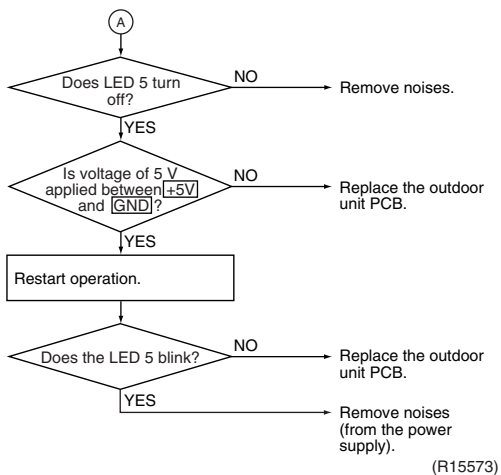 A
Does LED 5 turn
off?
NO
Remove noises.
YES
Is voltage of 5 V
applied between +5V
and GND ?
NO
Replace the outdoor
unit PCB.
YES
Restart operation.
Does the LED 5 blink?
NO
Replace the outdoor
unit PCB.
YES
Remove noises
(from the power
supply).
(R15573)